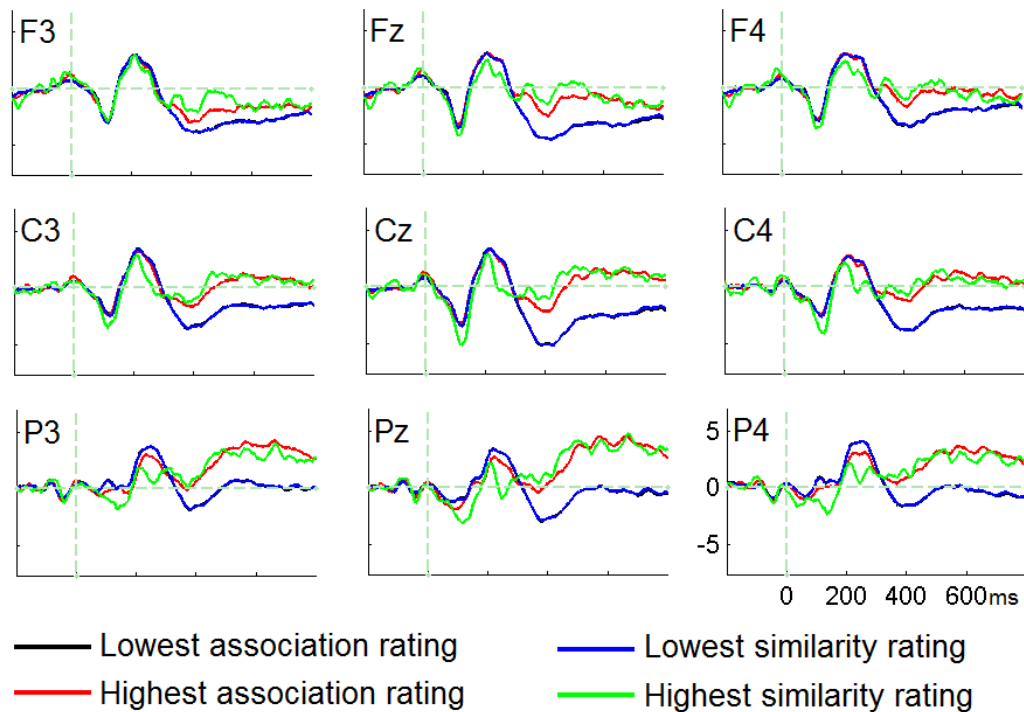 F3
Fz
F4
C3
Cz
C4
P3
Pz
P4
5
0
-5
0 200 400 600ms
Lowest association rating
Lowest similarity rating
Highest association rating
Highest similarity rating